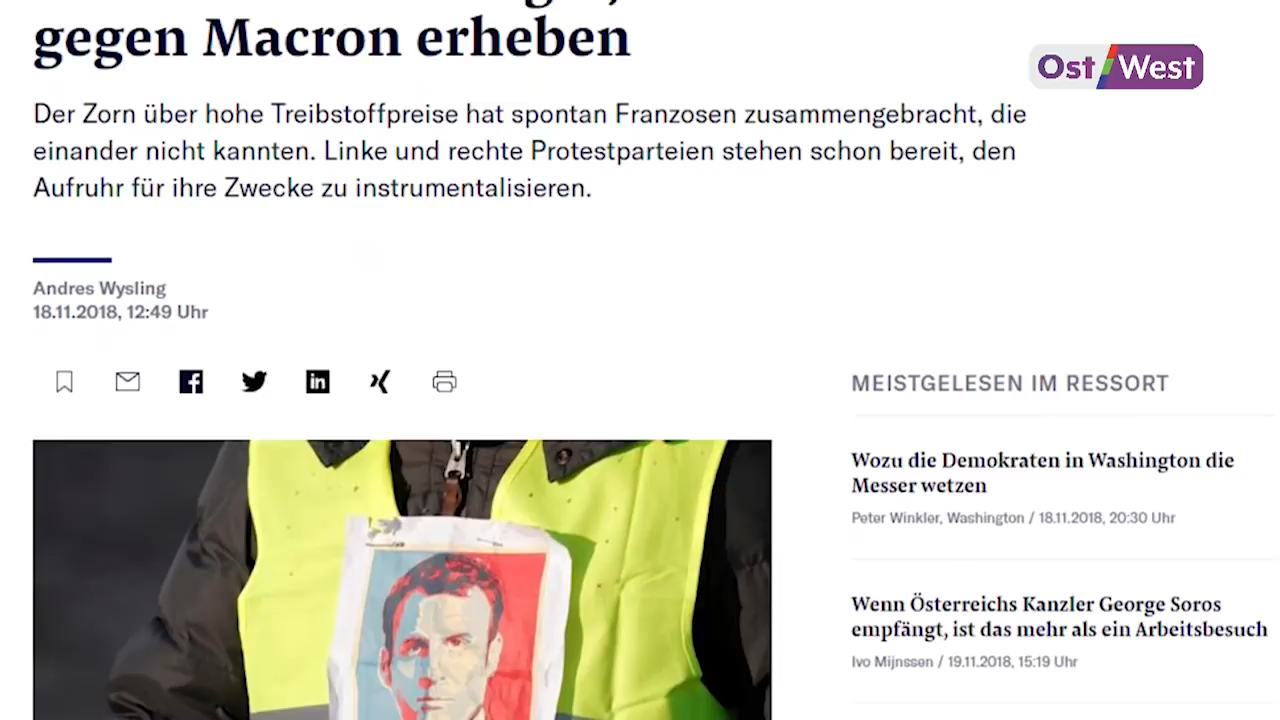 gegen Macron erheben
Ost/West
Der Zorn über hohe Treibstoffpreise hat spontan Franzosen zusammengebracht, die
einander nicht kannten. Linke und rechte Protestparteien stehen schon bereit, den
Aufruhr für ihre Zwecke zu instrumentalisieren.
Andres Wysling
18.11.2018, 12:49 Uhr
MEISTGELESEN IM RESSORT
Wozu die Demokraten in Washington die
Messer wetzen
Peter Winkler, Washington / 18.11.2018, 20:30 Uhr
Wenn Österreichs Kanzler George Soros
empfängt, ist das mehr als ein Arbeitsbesuch
Ivo Mijnssen / 19.11.2018, 15:19 Uhr